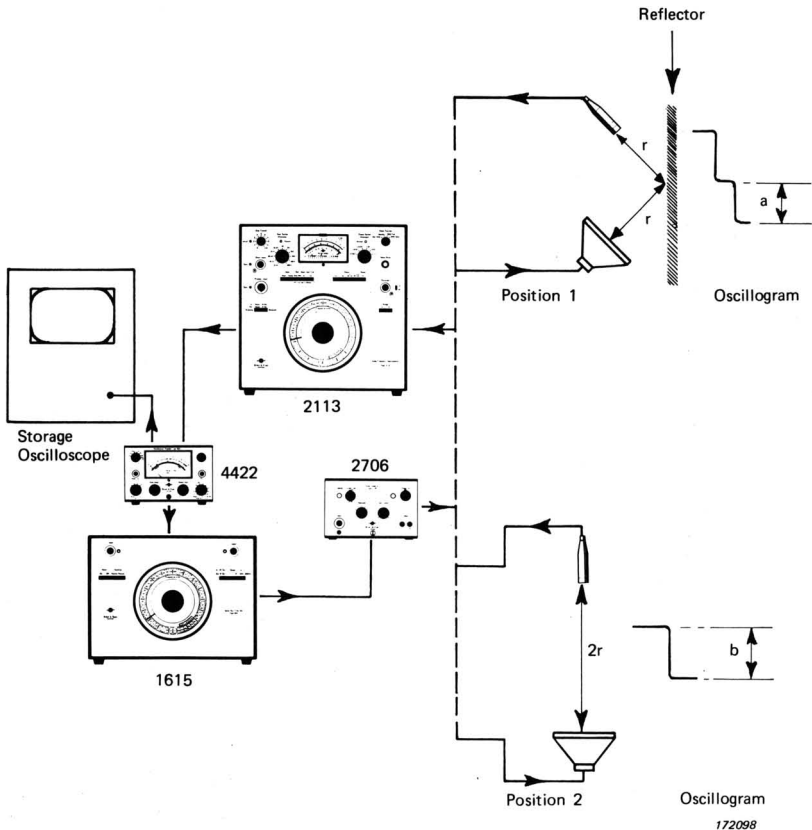 Reflector
r
a
r
Position 1
Oscillogram
2113
Storage
Oscilloscope
4422
2706
2r
b
1615
Position 2
Oscillogram
172098